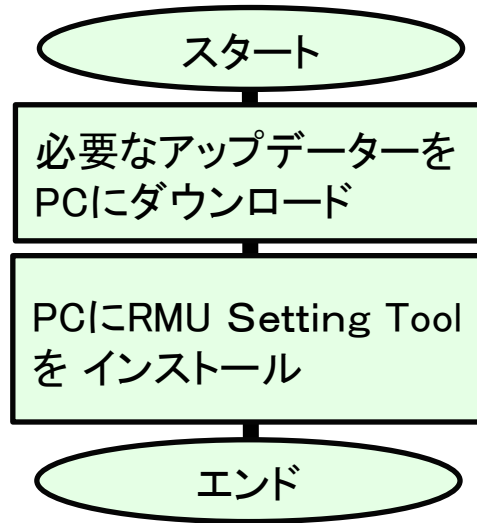 スタート
必要なアップデーターを
PCにダウンロード
PCにRMU Setting Tool
を インストール
エンド